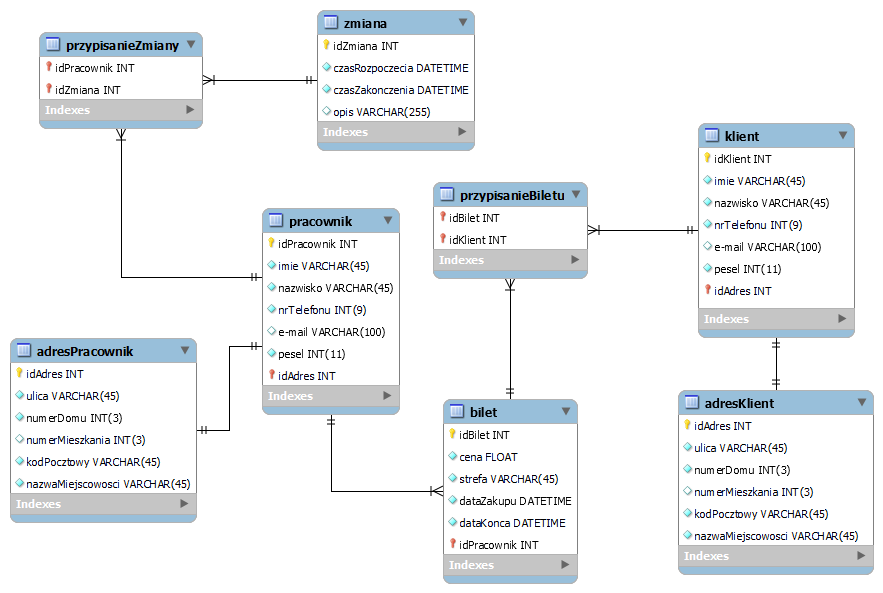 przypisanieZmiany
idPracownik INT
idZmiana INT
Indexes
zmiana
idZmiana INT
czasRozpoczecia DATETIME
czasZakonczenia DATETIME
opis VARCHAR(255)
Indexes
klient
idKlient INT
imie VARCHAR(45)
nazwisko VARCHAR(45)
nrTelefonu INT(9)
e-mail VARCHAR(100)
pesel INT(11)
idAdres INT
Indexes
przypisanieBiletu
idBilet INT
idKlient INT
Indexes
pracownik
idPracownik INT
imie VARCHAR(45)
nazwisko VARCHAR(45)
nrTelefonu INT(9)
e-mail VARCHAR(100)
pesel INT(11)
idAdres INT
Indexes
adresPracownik
idAdres INT
ulica VARCHAR(45)
numerDomu INT(3)
numerMieszkania INT(3)
kodPocztowy VARCHAR(45)
nazwaMiejscowosci VARCHAR(45)
Indexes
bilet
idBilet INT
cena FLOAT
strefa VARCHAR(45)
dataZakupu DATETIME
dataKonca DATETIME
idPracownik INT
Indexes
adresKlient
idAdres INT
ulica VARCHAR(45)
numerDomu INT(3)
numerMieszkania INT(3)
kodPocztowy VARCHAR(45)
nazwaMiejscowosci VARCHAR(45)
Indexes